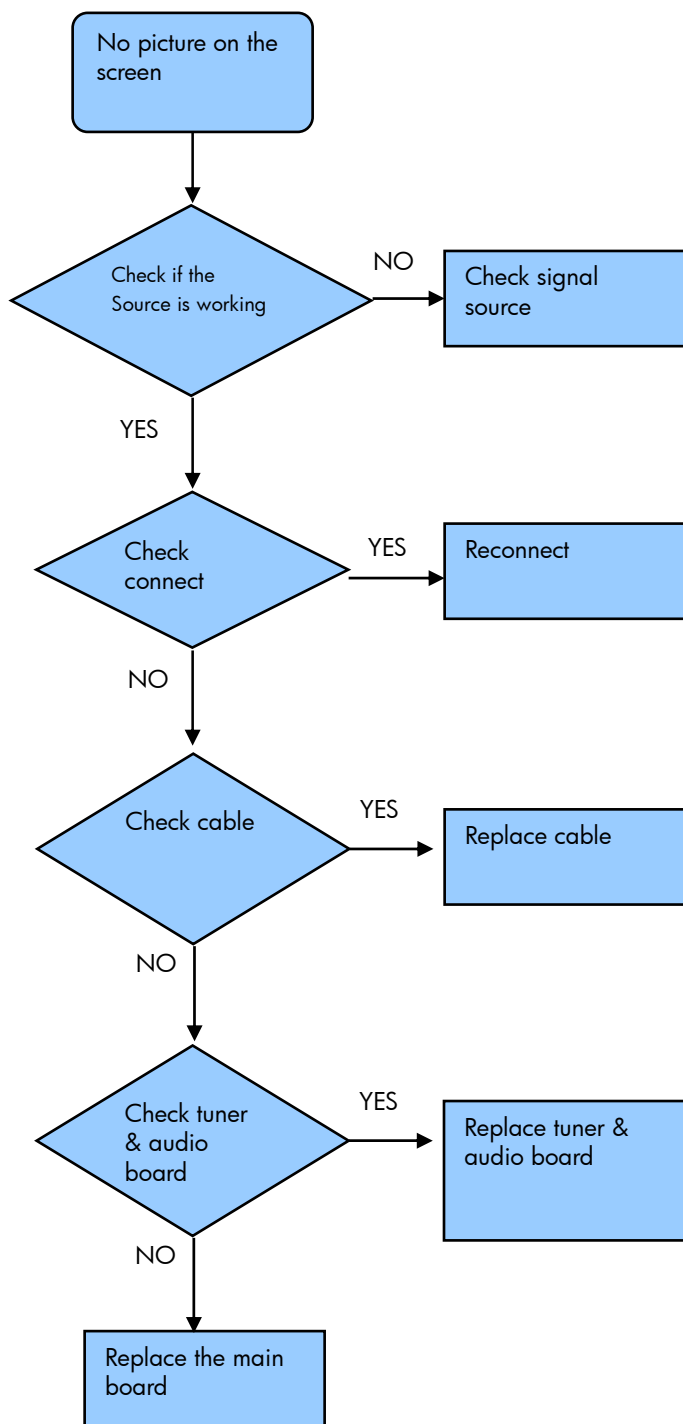 No picture on the
screen
Check if the
Source is working
NO
Check signal
source
YES
Check
connect
YES
Reconnect
NO
Check cable
YES
Replace cable
NO
Check tuner
& audio
board
YES
Replace tuner &
audio board
NO
Replace the main
board